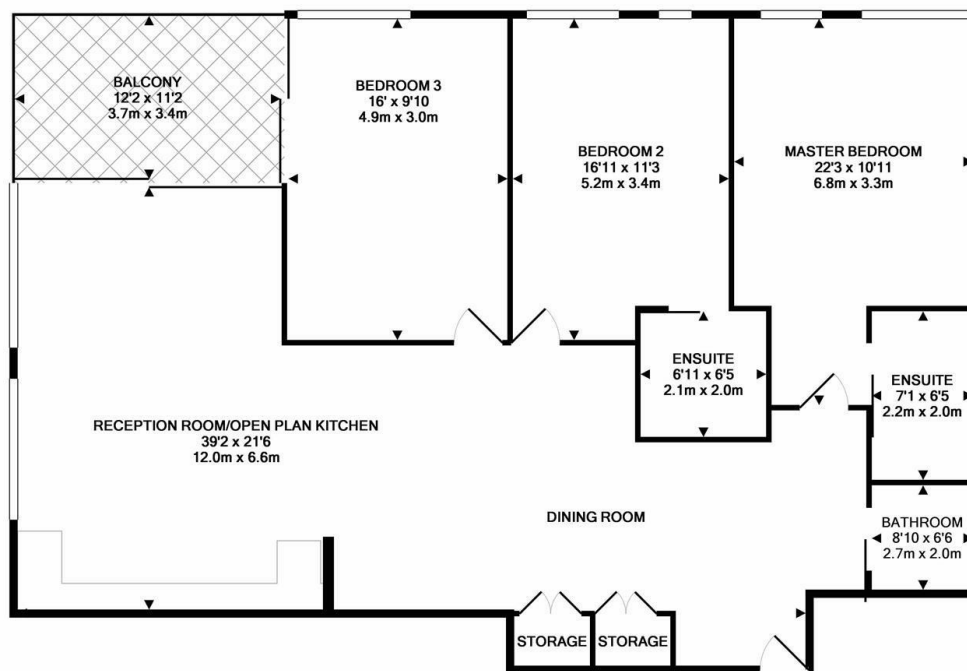 BALCONY
12'2 x 11'2
3.7m x 3.4m
BEDROOM 3
16' x 9'10
4.9m x 3.0m
BEDROOM 2
16'11 x 11'3
5.2m x 3.4m
MASTER BEDROOM
22'3 x 10'11
6.8m x 3.3m
ENSUITE
6'11 x 6'5
2.1m x 2.0m
ENSUITE
7'1 x 6'5
2.2m x 2.0m
RECEPTION ROOM/OPEN PLAN KITCHEN
39'2 x 21'6
12.0m x 6.6m
DINING ROOM
BATHROOM
8'10 x 6'6
2.7m x 2.0m
STORAGE
STORAGE